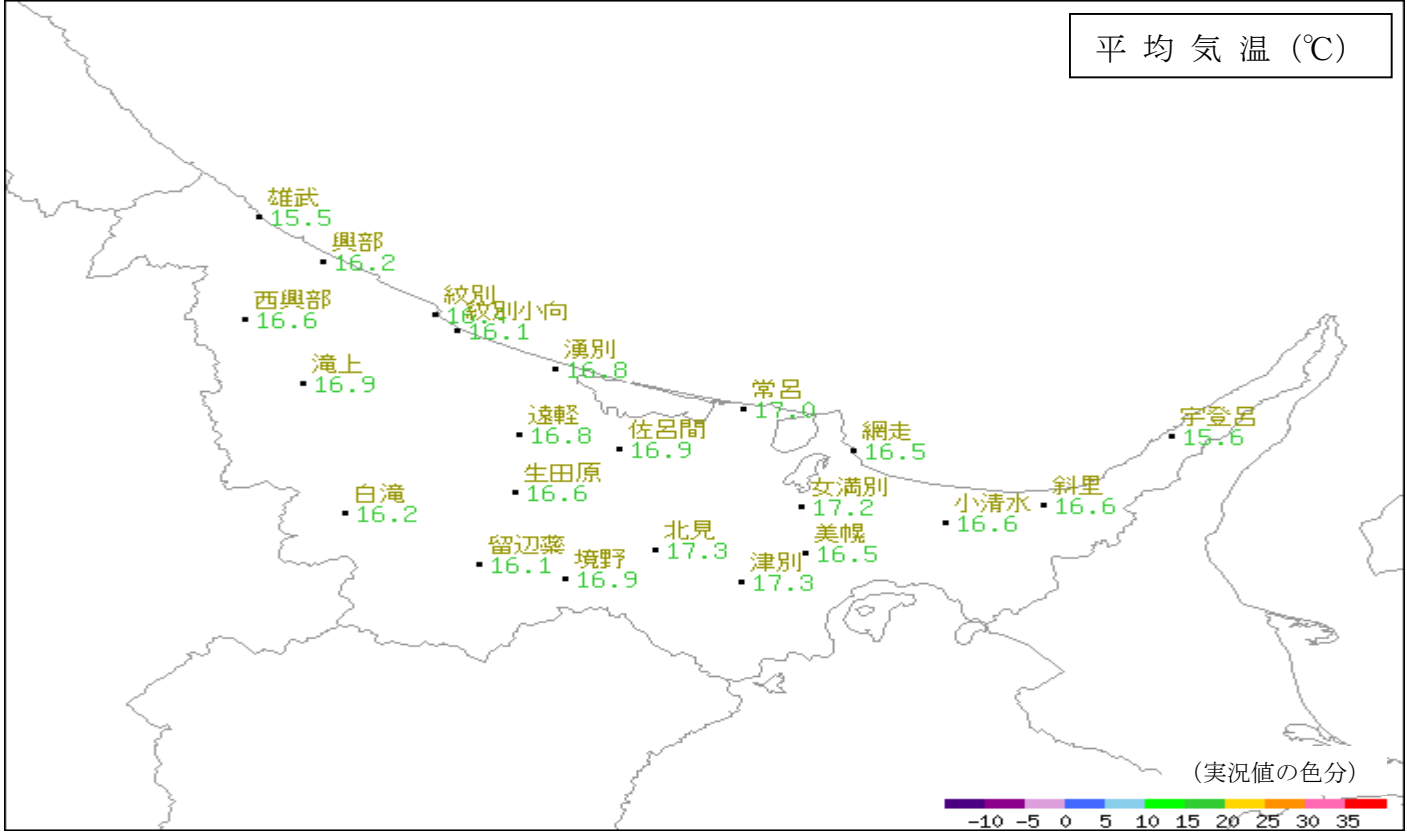 平均気温(℃)
雄武
15.5
興部
16.2
西興部
16.6
紋別
紋別小向
16.1
湧別
16.8
滝上
16.9
常呂
17.0
遠軽
16.8
佐呂間
16.9
網走
16.5
宇登呂
15.6
生田原
16.6
白滝
16.2
女満別
17.2
小清水
16.6
斜里
16.6
留辺蘂
16.1
境野
16.9
北見
17.3
美幌
16.5
津別
17.3
(実況値の色分)
-10 -5 0 5 10 15 20 25 30 35